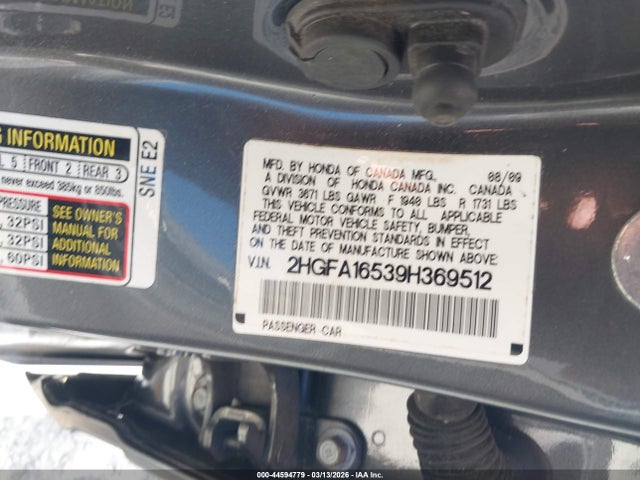 G INFORMATION
L 5 FRONT 2 REAR 3
never exceed 385kg or 850lbs.
PRESSURE
, 32PSI
, 32PSI
, 60PSI
SEE OWNER'S
MANUAL FOR
ADDITIONAL
INFORMATION
SNE E2
MFD. BY HONDA OF CANADA MFG. 08/09
A DIVISION OF HONDA CANADA INC. CANADA
GVWR 3671 LBS GAWR F 1940 LBS R 1731 LBS
THIS VEHICLE CONFORMS TO ALL APPLICABLE
FEDERAL MOTOR VEHICLE SAFETY, BUMPER,
AND THEFT PREVENTION STANDARDS IN EFFECT
ON THE DATE OF MANUFACTURE SHOWN ABOVE.
V.I.N. 2HGFA16539H369512
PASSENGER CAR
000-44594779 - 03/13/2026 - IAA Inc.